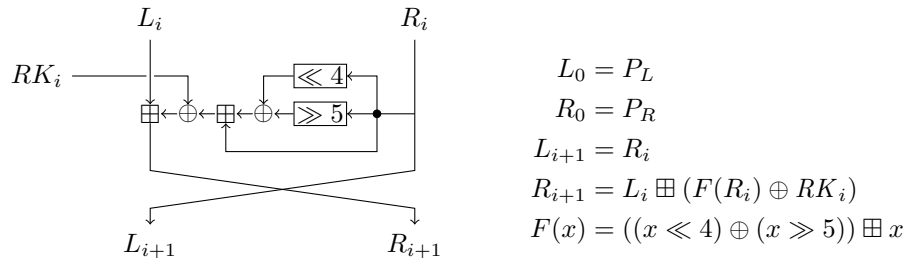 L_i R_i
RK_i
≪ 4
≫ 5
L_{i+1} R_{i+1}
L_0 = P_L
R_0 = P_R
L_{i+1} = R_i
R_{i+1} = L_i ⊞ (F(R_i) ⊕ RK_i)
F(x) = ((x ≪ 4) ⊕ (x ≫ 5)) ⊞ x